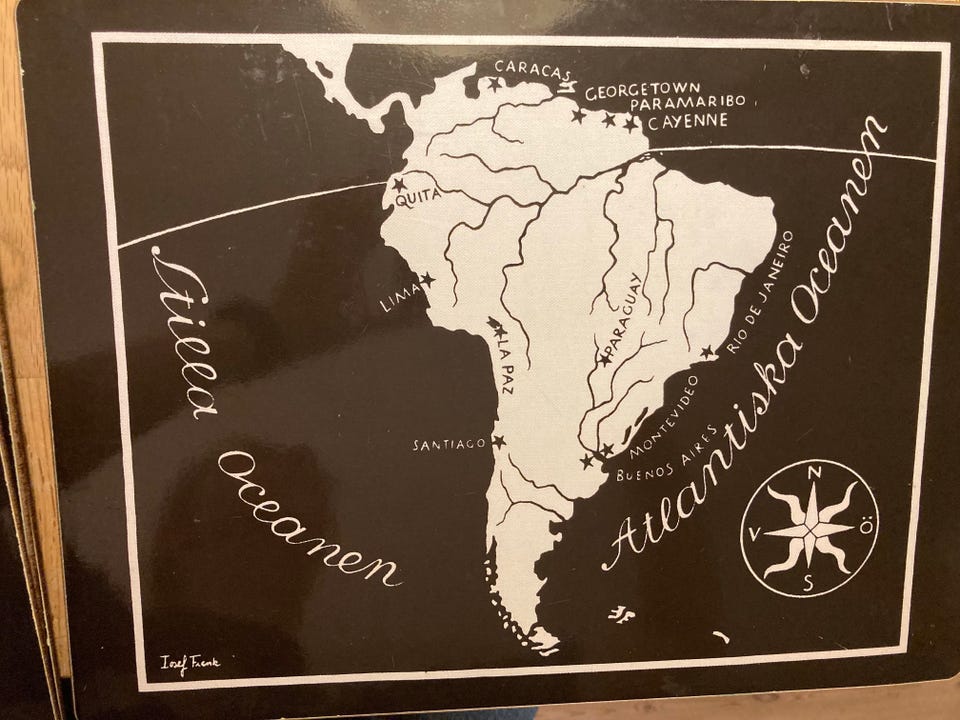 CARACAS
GEORGETOWN
PARAMARIBO
CAYENNE
QUITA
LIMA
LA PAZ
PARAGUAY
RIO DE JANEIRO
SANTIAGO
MONTEVIDEO
BUENOS AIRES
Stilla
Oceanen
Atlantiska Oceanen
N
V
Ö
S
Josef Frank